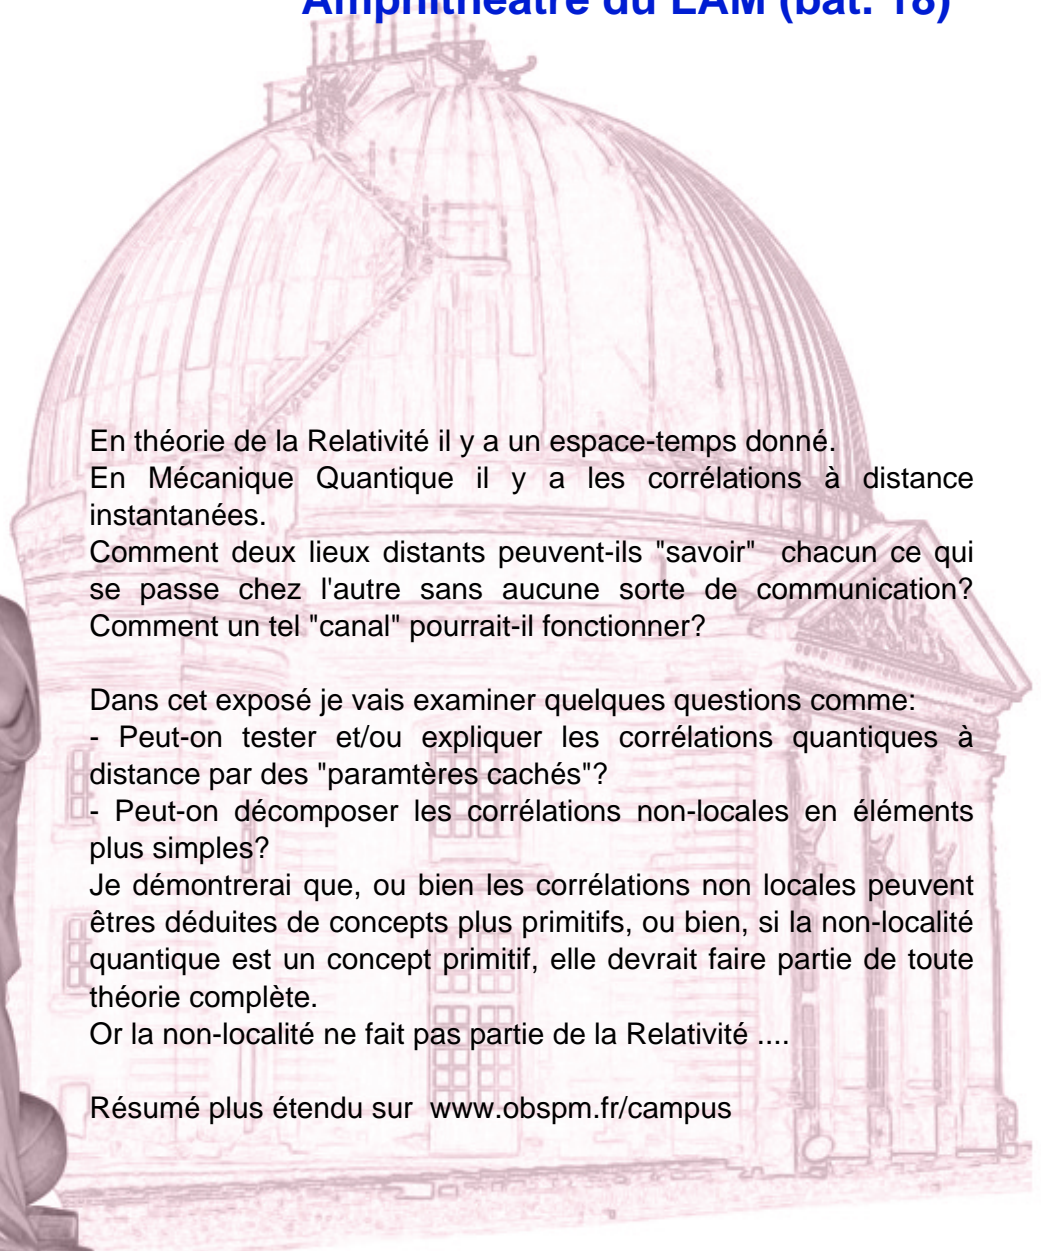 Amphithéâtre du LAM (bât. 18)
En théorie de la Relativité il y a un espace-temps donné.
En Mécanique Quantique il y a les corrélations à distance
instantanées.
Comment deux lieux distants peuvent-ils "savoir" chacun ce qui
se passe chez l'autre sans aucune sorte de communication?
Comment un tel "canal" pourrait-il fonctionner?
Dans cet exposé je vais examiner quelques questions comme:
- Peut-on tester et/ou expliquer les corrélations quantiques à
distance par des "paramtères cachés"?
- Peut-on décomposer les corrélations non-locales en éléments
plus simples?
Je démontrerai que, ou bien les corrélations non locales peuvent
êtres déduites de concepts plus primitifs, ou bien, si la non-localité
quantique est un concept primitif, elle devrait faire partie de toute
théorie complète.
Or la non-localité ne fait pas partie de la Relativité ....
Résumé plus étendu sur www.obspm.fr/campus